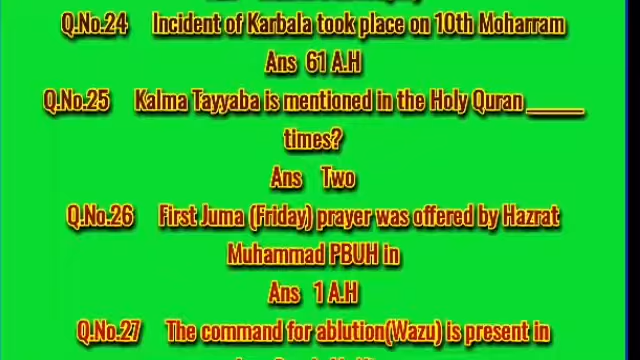 Q.No.24 Incident of Karbala took place on 10th Moharram
Ans 61 A.H
Q.No.25 Kalma Tayyaba is mentioned in the Holy Quran ______
times?
Ans Two
Q.No.26 First Juma (Friday) prayer was offered by Hazrat
Muhammad PBUH in
Ans 1 A.H
Q.No.27 The command for ablution(Wazu) is present in